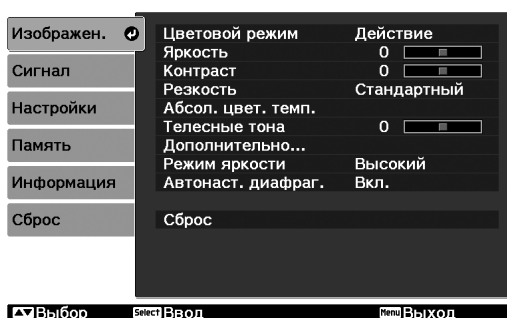 Изображен.
Сигнал
Настройки
Память
Информация
Сброс
Цветовой режим Действие
Яркость 0
Контраст 0
Резкость Стандартный
Абсол. цвет. темп.
Телесные тона 0
Дополнительно...
Режим яркости Высокий
Автонаст. диафраг. Вкл.
Сброс
Выбор Select Ввод Menu Выход